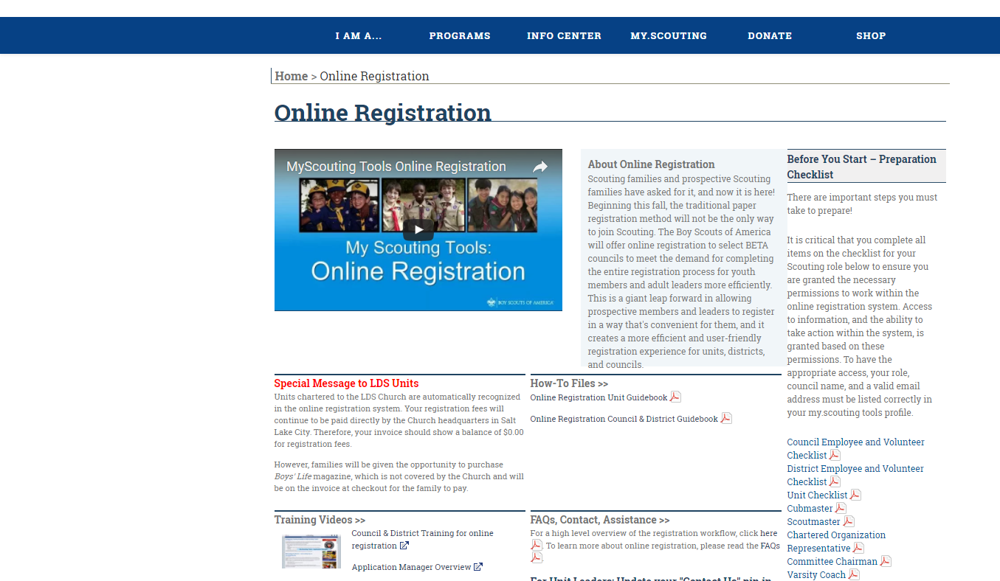 I AM A...
PROGRAMS
INFO CENTER
MY.SCOUTING
DONATE
SHOP
Home > Online Registration
Online Registration
MyScouting Tools Online Registration
My Scouting Tools:
Online Registration
BOY SCOUTS OF AMERICA
About Online Registration
Scouting families and prospective Scouting
families have asked for it, and now it is here!
Beginning this fall, the traditional paper
registration method will not be the only way
to join Scouting. The Boy Scouts of America
will offer online registration to select BETA
councils to meet the demand for completing
the entire registration process for youth
members and adult leaders more efficiently.
This is a giant leap forward in allowing
prospective members and leaders to register
in a way that's convenient for them, and it
creates a more efficient and user-friendly
registration experience for units, districts,
and councils.
Special Message to LDS Units
Units chartered to the LDS Church are automatically recognized
in the online registration system. Your registration fees will
continue to be paid directly by the Church headquarters in Salt
Lake City. Therefore, your invoice should show a balance of $0.00
for registration fees.
However, families will be given the opportunity to purchase
Boys' Life magazine, which is not covered by the Church and will
be on the invoice at checkout for the family to pay.
How-To Files >>
Online Registration Unit Guidebook
Online Registration Council & District Guidebook
Training Videos >>
Council & District Training for online
registration
Application Manager Overview
FAQs, Contact, Assistance >>
For a high level overview of the registration workflow, click here
. To learn more about online registration, please read the FAQs
.
For Unit Leaders: Update your "Contact Us" pin in
Before You Start – Preparation
Checklist
There are important steps you must
take to prepare!
It is critical that you complete all
items on the checklist for your
Scouting role below to ensure you
are granted the necessary
permissions to work within the
online registration system. Access
to information, and the ability to
take action within the system, is
granted based on these
permissions. To have the
appropriate access, your role,
council name, and a valid email
address must be listed correctly in
your my.scouting tools profile.
Council Employee and Volunteer
Checklist
District Employee and Volunteer
Checklist
Unit Checklist
Cubmaster
Scoutmaster
Chartered Organization
Representative
Committee Chairman
Varsity Coach